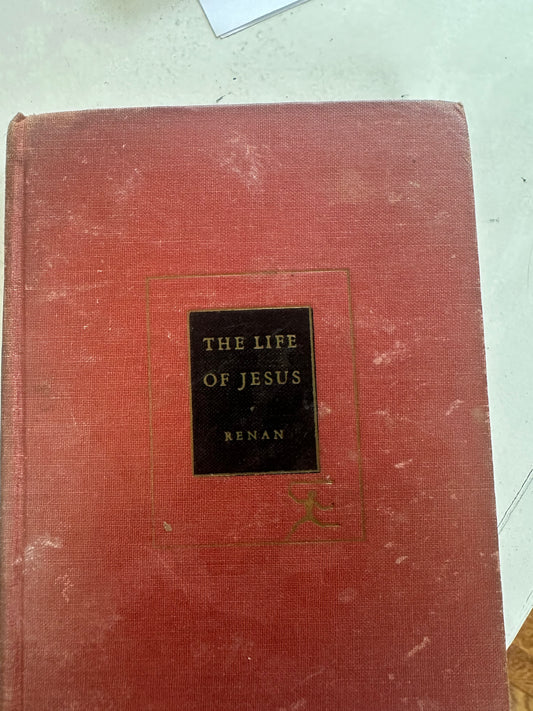 THE LIFE
OF JESUS
RENAN